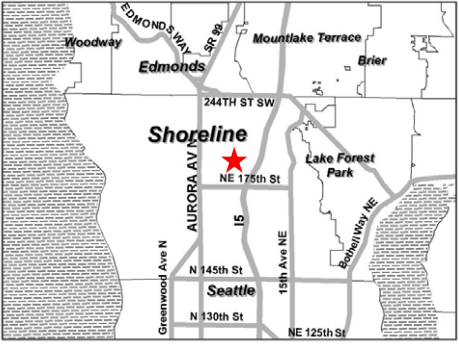 EDMONDS WAY
SR 99
Woodway
Mountlake Terrace
Brier
Edmonds
244TH ST SW
Shoreline
AURORA AV N
Lake Forest
Park
NE 175th St
I5
15th Ave NE
Bothell Way NE
Greenwood Ave N
N 145th St
Seattle
N 130th St
NE 125th St